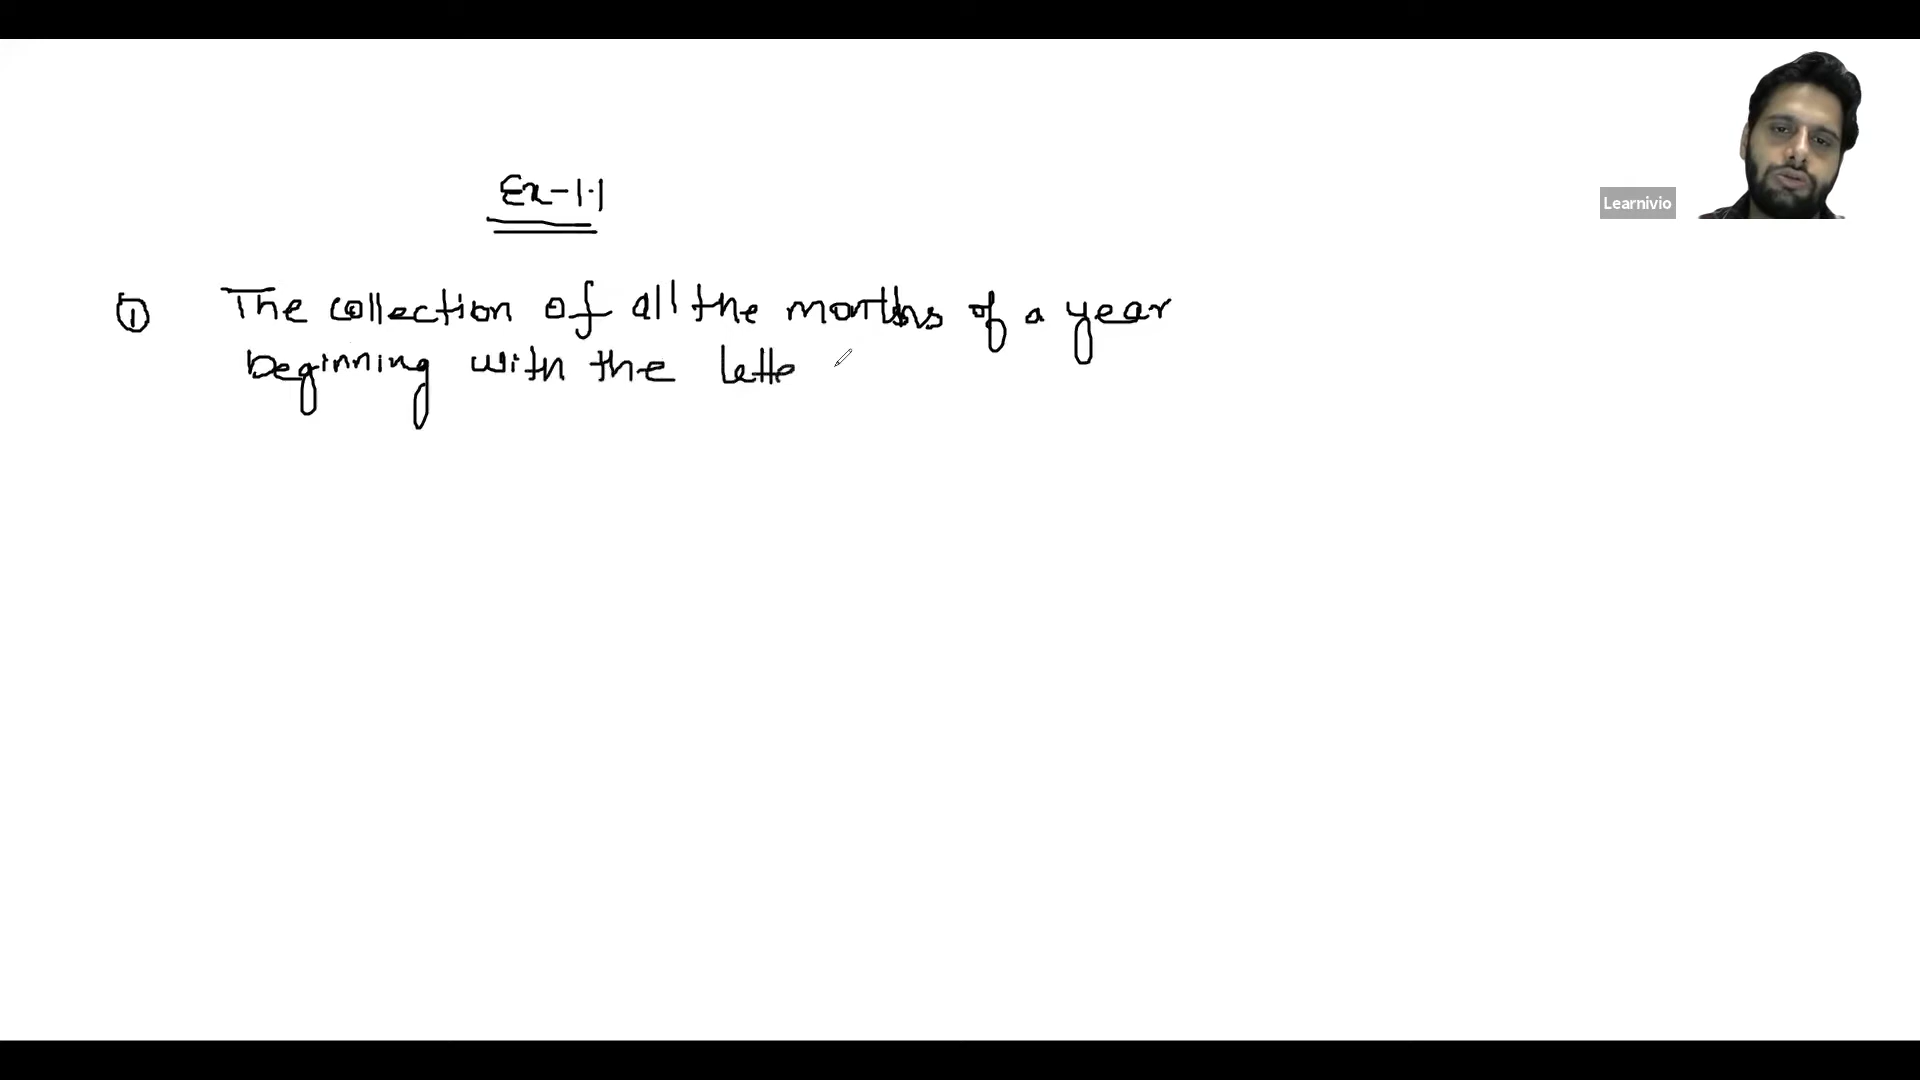 Ex-1.1
Learnivio
① The collection of all the months of a year
beginning with the lette